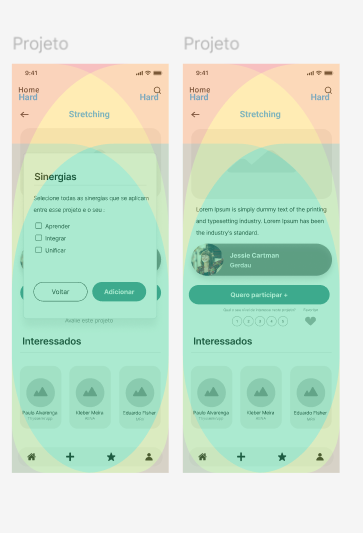 Projeto
9:41
Home
Hard
Hard
Stretching
Sinergias
Selecione todas as sinergias que se aplicam
entre esse projeto e o seu :
Aprender
Integrar
Unificar
Voltar
Adicionar
Avalie este projeto
Interessados
Paulo Alvarenga
Kleber Meira
Eduardo Fisher
Projeto
9:41
Home
Hard
Hard
Stretching
Lorem Ipsum is simply dummy text of the printing
and typesetting industry. Lorem Ipsum has been
the industry's standard.
Jessie Cartman
Gerdau
Quero participar +
1 2 3 4 5
Interessados
Paulo Alvarenga
Kleber Meira
Eduardo Fisher